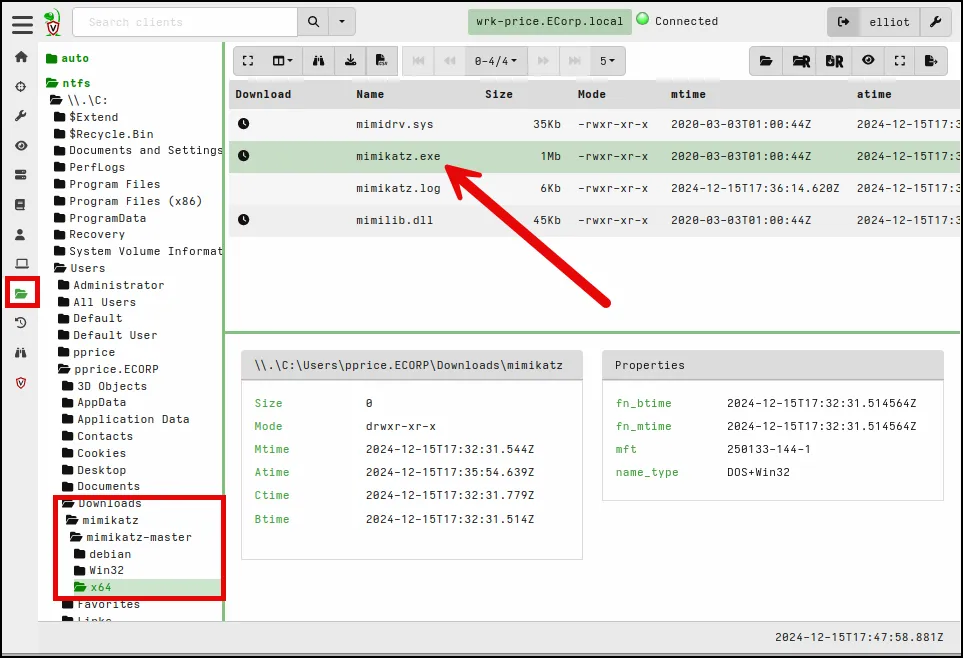 Search clients
wrk-price.ECorp.local
Connected
elliot
auto
ntfs
\\.\C:
$Extend
$Recycle.Bin
Documents and Settings
PerfLogs
Program Files
Program Files (x86)
ProgramData
Recovery
System Volume Informat
Users
Administrator
All Users
Default
Default User
pprice
pprice.ECORP
3D Objects
AppData
Application Data
Contacts
Cookies
Desktop
Documents
Downloads
mimikatz
mimikatz-master
debian
Win32
x64
Favorites
Links
0-4/4
5
Download Name Size Mode mtime atime
mimidrv.sys 35Kb -rwxr-xr-x 2020-03-03T01:00:44Z 2024-12-15T17:3
mimikatz.exe 1Mb -rwxr-xr-x 2020-03-03T01:00:44Z 2024-12-15T17:3
mimikatz.log 6Kb -rwxr-xr-x 2024-12-15T17:36:14.620Z 2024-12-15T17:3
mimilib.dll 45Kb -rwxr-xr-x 2020-03-03T01:00:44Z 2024-12-15T17:3
\\.\C:\Users\pprice.ECORP\Downloads\mimikatz
Size 0
Mode drwxr-xr-x
Mtime 2024-12-15T17:32:31.544Z
Atime 2024-12-15T17:35:54.639Z
Ctime 2024-12-15T17:32:31.779Z
Btime 2024-12-15T17:32:31.514Z
Properties
fn_btime 2024-12-15T17:32:31.514564Z
fn_mtime 2024-12-15T17:32:31.514564Z
mft 250133-144-1
name_type DOS+Win32
2024-12-15T17:47:58.881Z